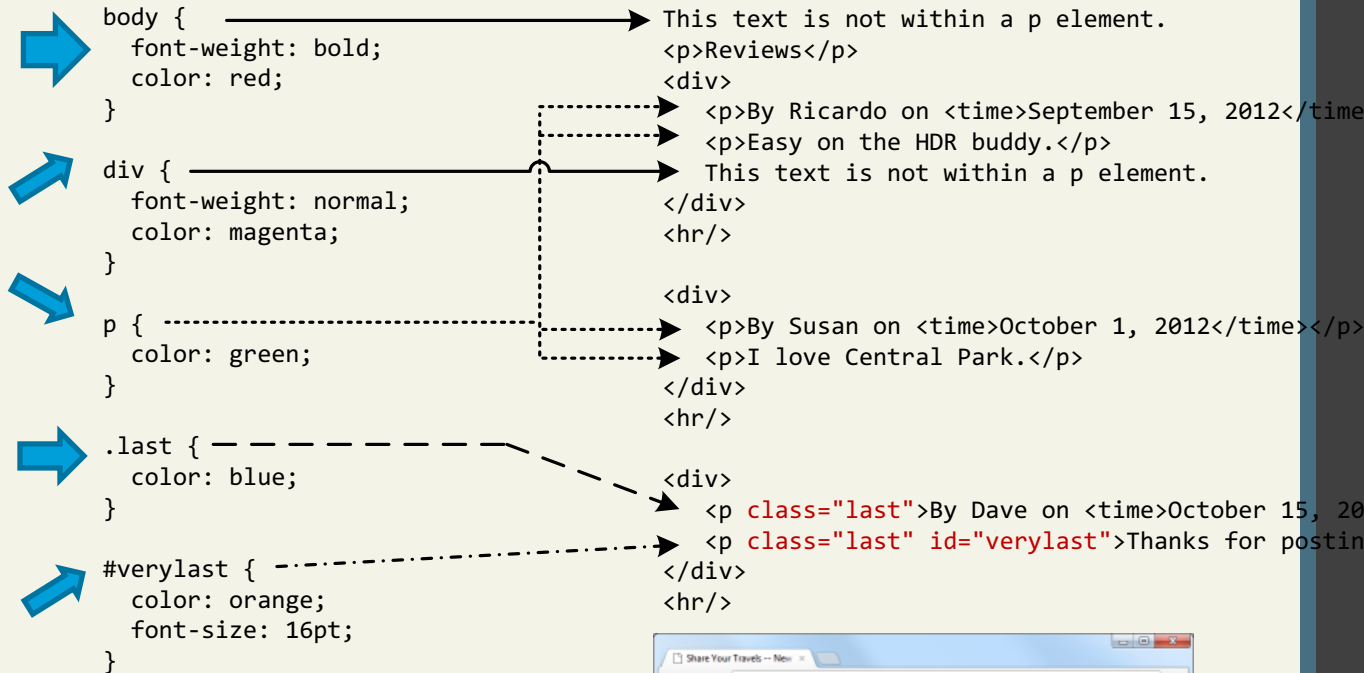 body {
  font-weight: bold;
  color: red;
}
div {
  font-weight: normal;
  color: magenta;
}
p {
  color: green;
}
.last {
  color: blue;
}
#verylast {
  color: orange;
  font-size: 16pt;
}
This text is not within a p element.
<p>Reviews</p>
<div>
  <p>By Ricardo on <time>September 15, 2012</time
  <p>Easy on the HDR buddy.</p>
  This text is not within a p element.
</div>
<hr/>
<div>
  <p>By Susan on <time>October 1, 2012</time></p>
  <p>I love Central Park.</p>
</div>
<hr/>
<div>
  <p class="last">By Dave on <time>October 15, 20
  <p class="last" id="verylast">Thanks for postin
</div>
<hr/>
Share Your Travels -- New